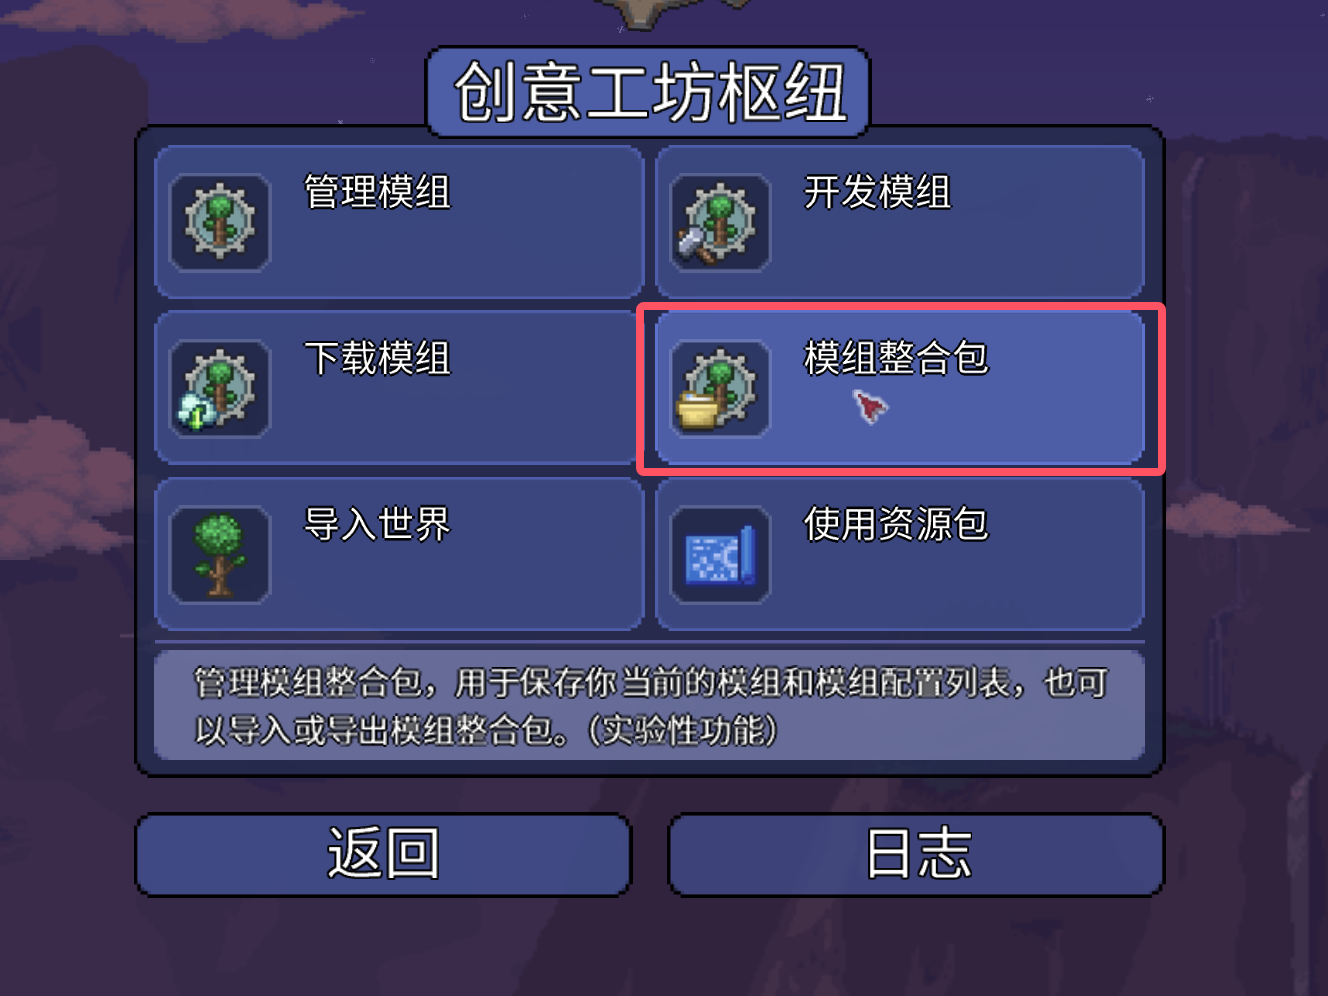 创意工坊枢纽
管理模组
开发模组
下载模组
模组整合包
导入世界
使用资源包
管理模组整合包，用于保存你当前的模组和模组配置列表，也可
以导入或导出模组整合包。（实验性功能）
返回
日志